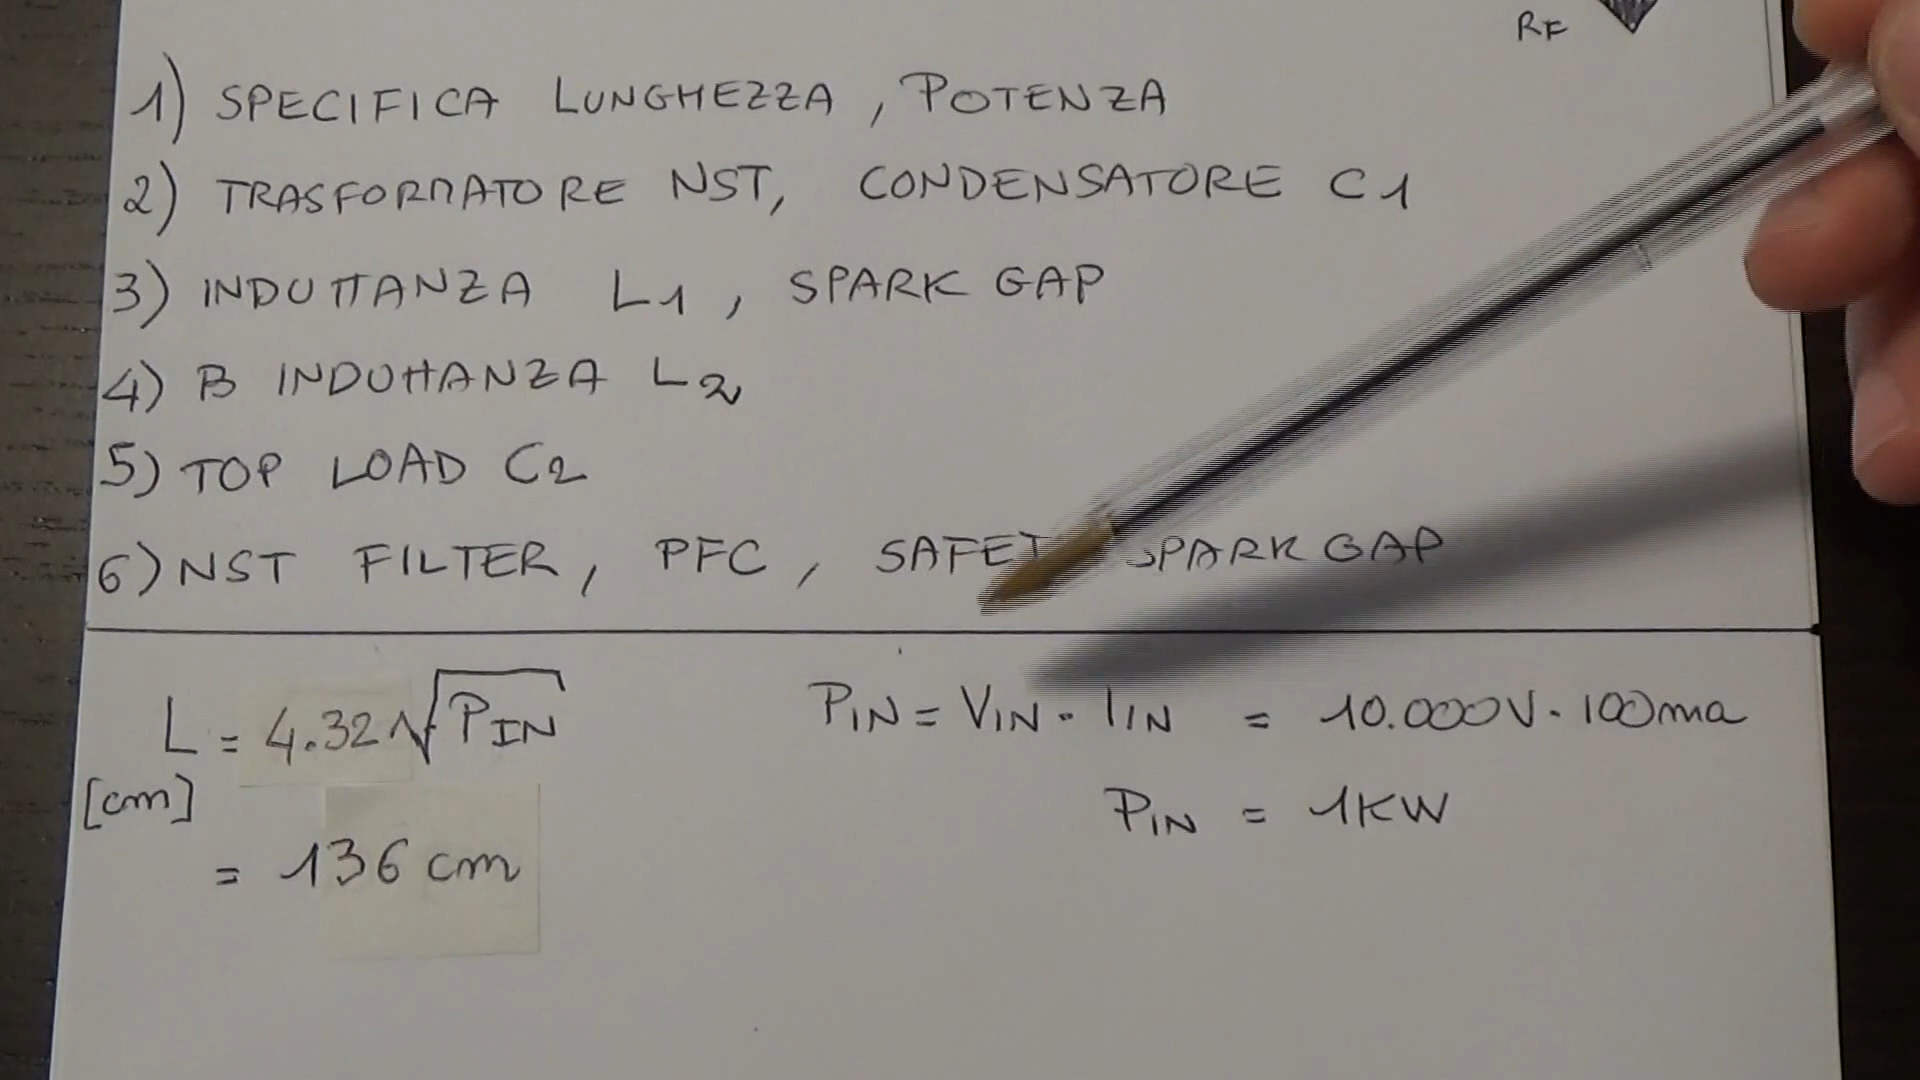 RF
1) SPECIFICA LUNGHEZZA, POTENZA
2) TRASFORMATORE NST, CONDENSATORE C1
3) INDUTTANZA L1, SPARK GAP
4) B INDUTTANZA L2
5) TOP LOAD C2
6) NST FILTER, PFC, SAFET SPARK GAP
L = 4.32 √PIN
[cm]
= 136 cm
PIN = VIN · IIN = 10.000V · 100ma
PIN = 1KW